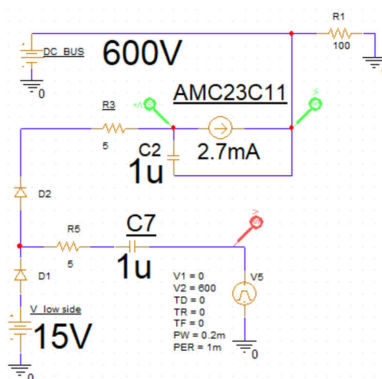 R1
DC_BUS
600V
100
0
0
AMC23C11
R3
5
C2
1u
2.7mA
D2
R5
5
C7
1u
V5
V1 = 0
V2 = 600
TD = 0
TR = 0
TF = 0
PW = 0.2m
PER = 1m
D1
V_low side
15V
0
0